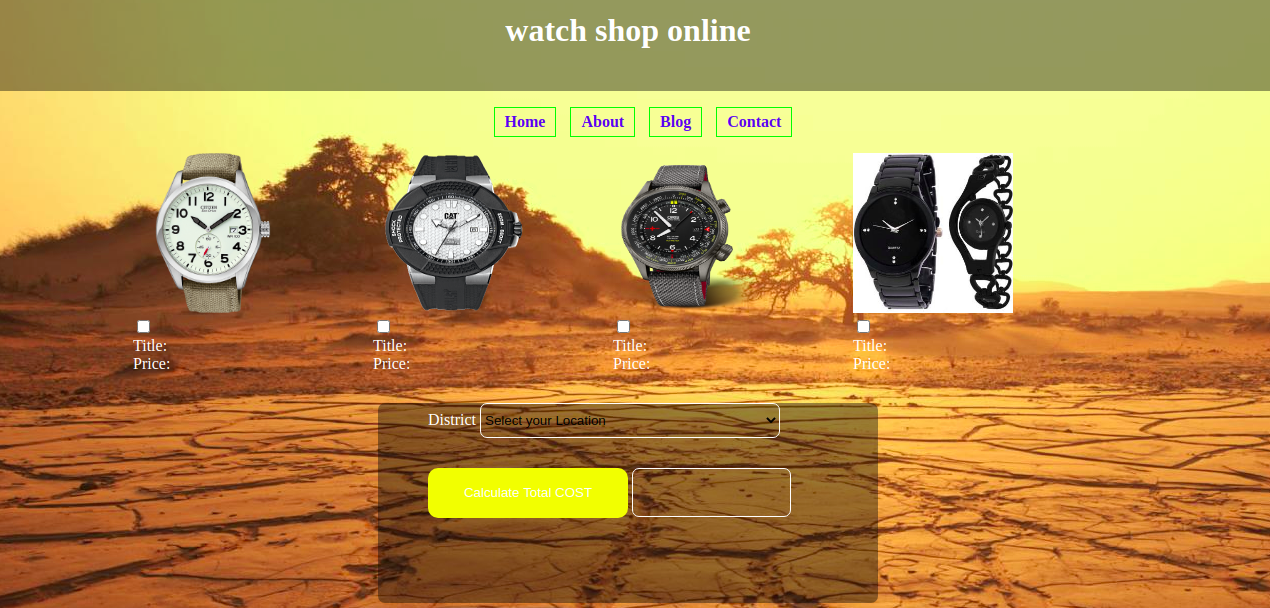 watch shop online
Home About Blog Contact
CITIZEN
CAT
Title: Title: Title: Title:
Price: Price: Price: Price:
District Select your Location
Calculate Total COST